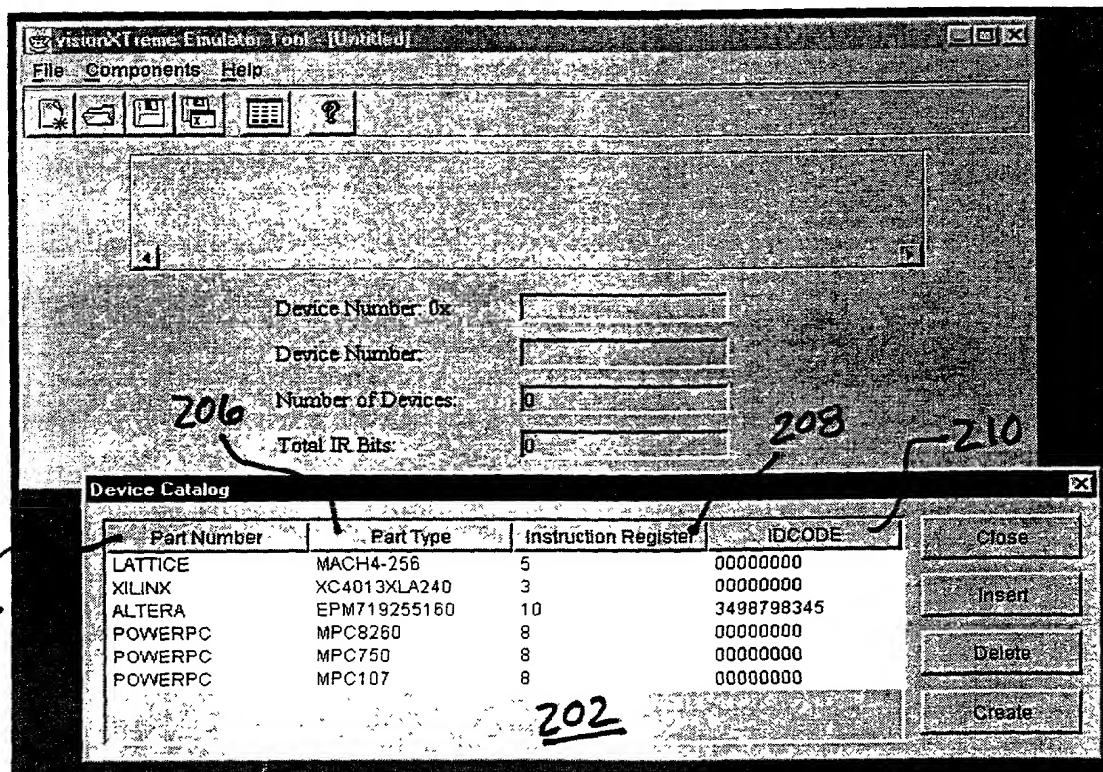 visionXTreme Emulator Tool - [Untitled]
File Components Help
Device Number: 0x
Device Number:
Number of Devices: 0
206
208
210
Total IR Bits: 0
Device Catalog
Part Number Part Type Instruction Register IDCODE
LATTICE MACH4-256 5 00000000
XILINX XC4013XLA240 3 00000000
ALTERA EPM719255160 10 3498798345
POWERPC MPC8260 8 00000000
POWERPC MPC750 8 00000000
POWERPC MPC107 8 00000000
Close
Insert
Delete
Create
202